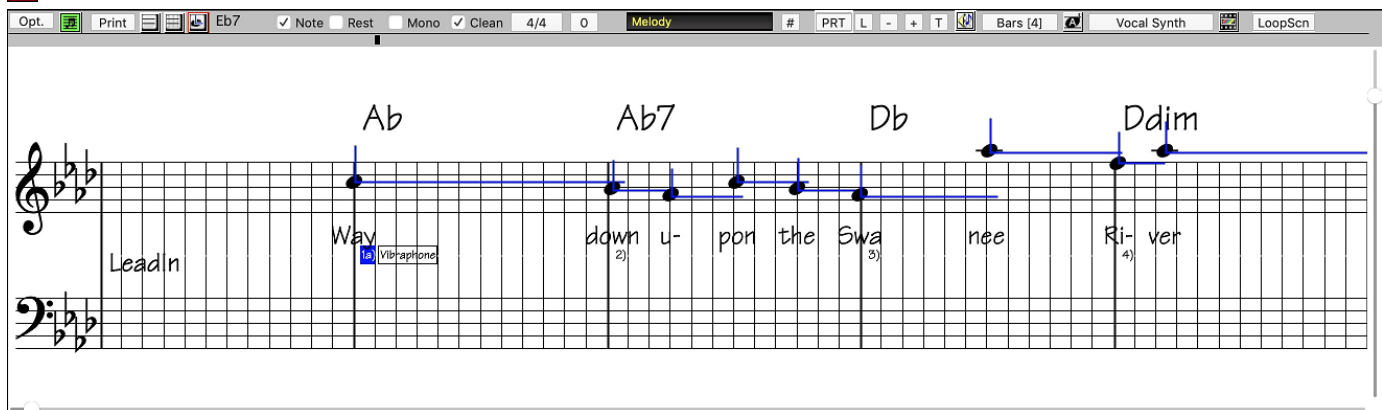 Opt. Print Eb7 Note Rest Mono Clean 4/4 0 Melody # PRT L - + T Bars [4] A Vocal Synth LoopScn
Ab Ab7 Db Ddim
Way down u- pon the Swa nee Ri- ver
1a) Vibraphone 2) 3) 4)
LeadIn